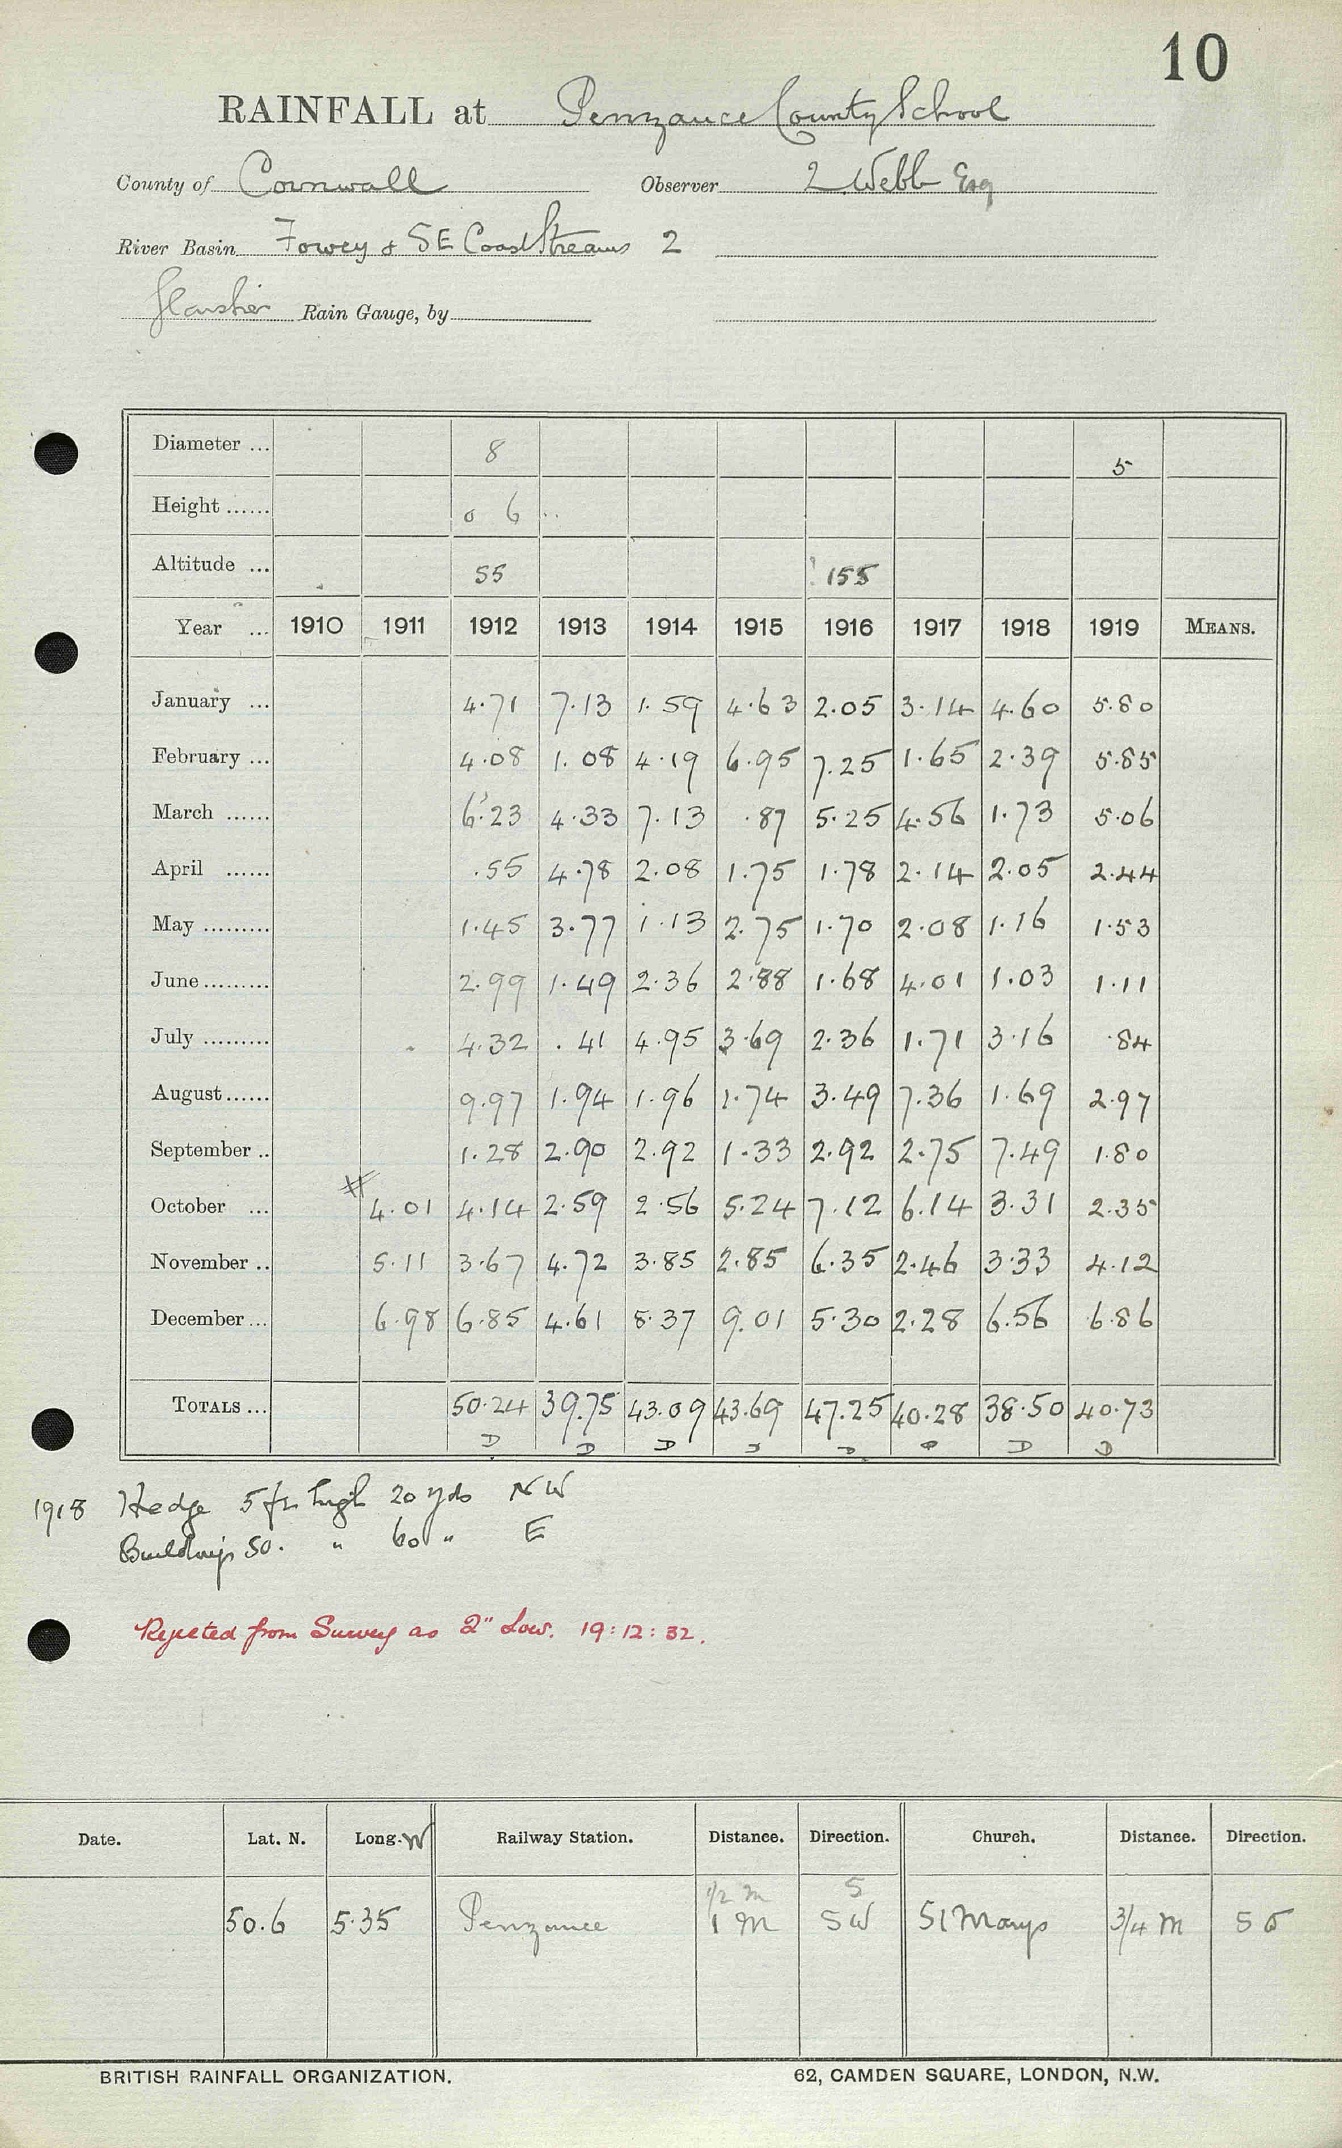 10
RAINFALL at Penzance County School
County of Cornwall Observer Webb Esq
River Basin Fowey & SE Coast Streams 2
Glaisher Rain Gauge, by
Diameter ... 8 5
Height ...... 0 6 ..
Altitude ... 55 155
Year ... 1910 1911 1912 1913 1914 1915 1916 1917 1918 1919 MEANS.
January ... 4.71 7.13 1.59 4.63 2.05 3.14 4.60 5.80
February ... 4.08 1.08 4.19 6.95 7.25 1.65 2.39 5.85
March ...... 6.23 4.33 7.13 .87 5.25 4.56 1.73 5.06
April ...... .55 4.78 2.08 1.75 1.78 2.14 2.05 2.44
May ......... 1.45 3.77 1.13 2.75 1.70 2.08 1.16 1.53
June ......... 2.99 1.49 2.36 2.88 1.68 4.01 1.03 1.11
July ......... 4.32 .41 4.95 3.69 2.36 1.71 3.16 .84
August ...... 9.97 1.94 1.96 1.74 3.49 7.36 1.69 2.97
September .. 1.28 2.90 2.92 1.33 2.92 2.75 7.49 1.80
October ... # 4.01 4.14 2.59 2.56 5.24 7.12 6.14 3.31 2.35
November .. 5.11 3.67 4.72 3.85 2.85 6.35 2.46 3.33 4.12
December ... 6.98 6.85 4.61 8.37 9.01 5.30 2.28 6.56 6.86
TOTALS ... 50.24 39.75 43.09 43.69 47.25 40.28 38.50 40.73
1918 Hedge 5 ft high 20 yds NW
Buildings 50. " 60 " E
Rejected from Survey as 2" Low. 19:12:32.
Date. Lat. N. Long. W Railway Station. Distance. Direction. Church. Distance. Direction.
1/2 m S
50.6 5.35 Penzance 1 M SW St Marys 3/4 M
BRITISH RAINFALL ORGANIZATION. 62, CAMDEN SQUARE, LONDON, N.W.